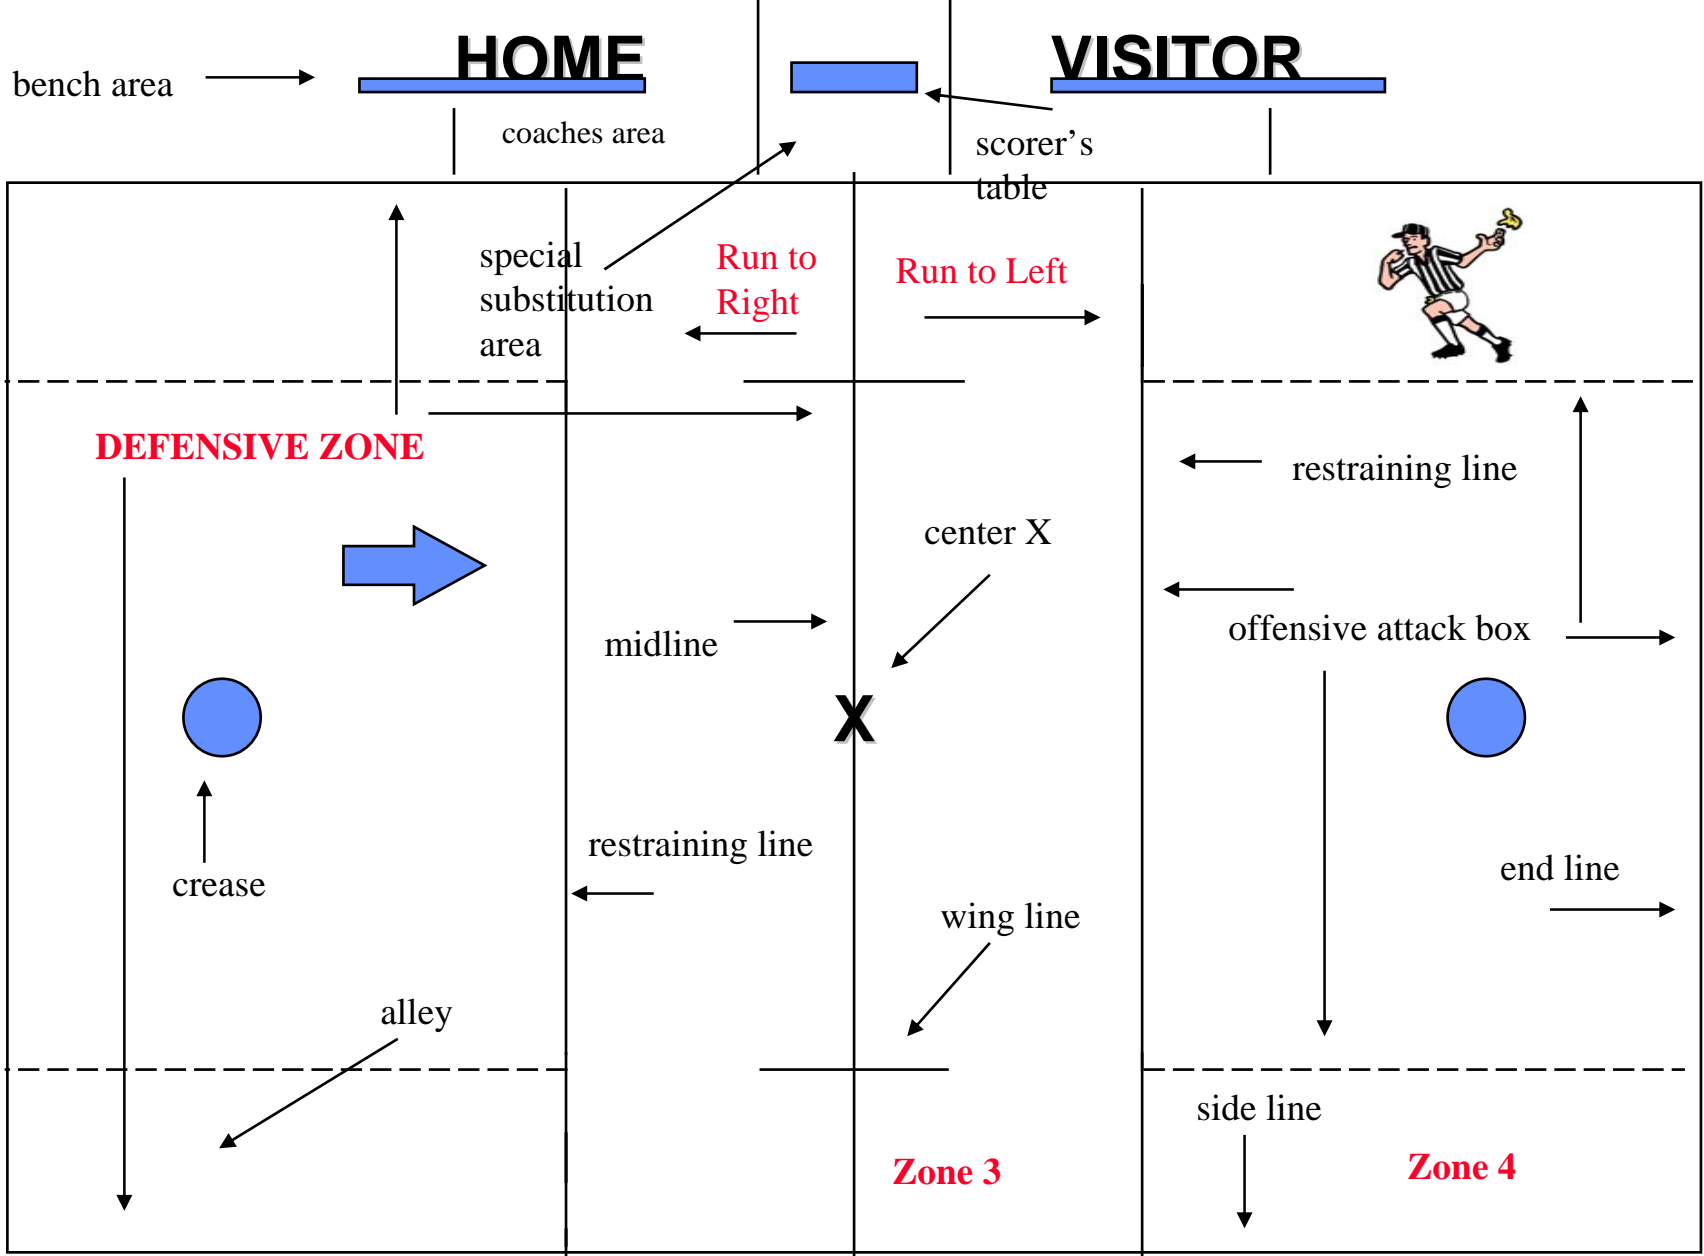 HOME
VISITOR
bench area
coaches area
scorer’s
table
special
substitution
area
Run to
Right
Run to Left
DEFENSIVE ZONE
restraining line
center X
offensive attack box
midline
X
restraining line
crease
end line
wing line
alley
side line
Zone 3
Zone 4